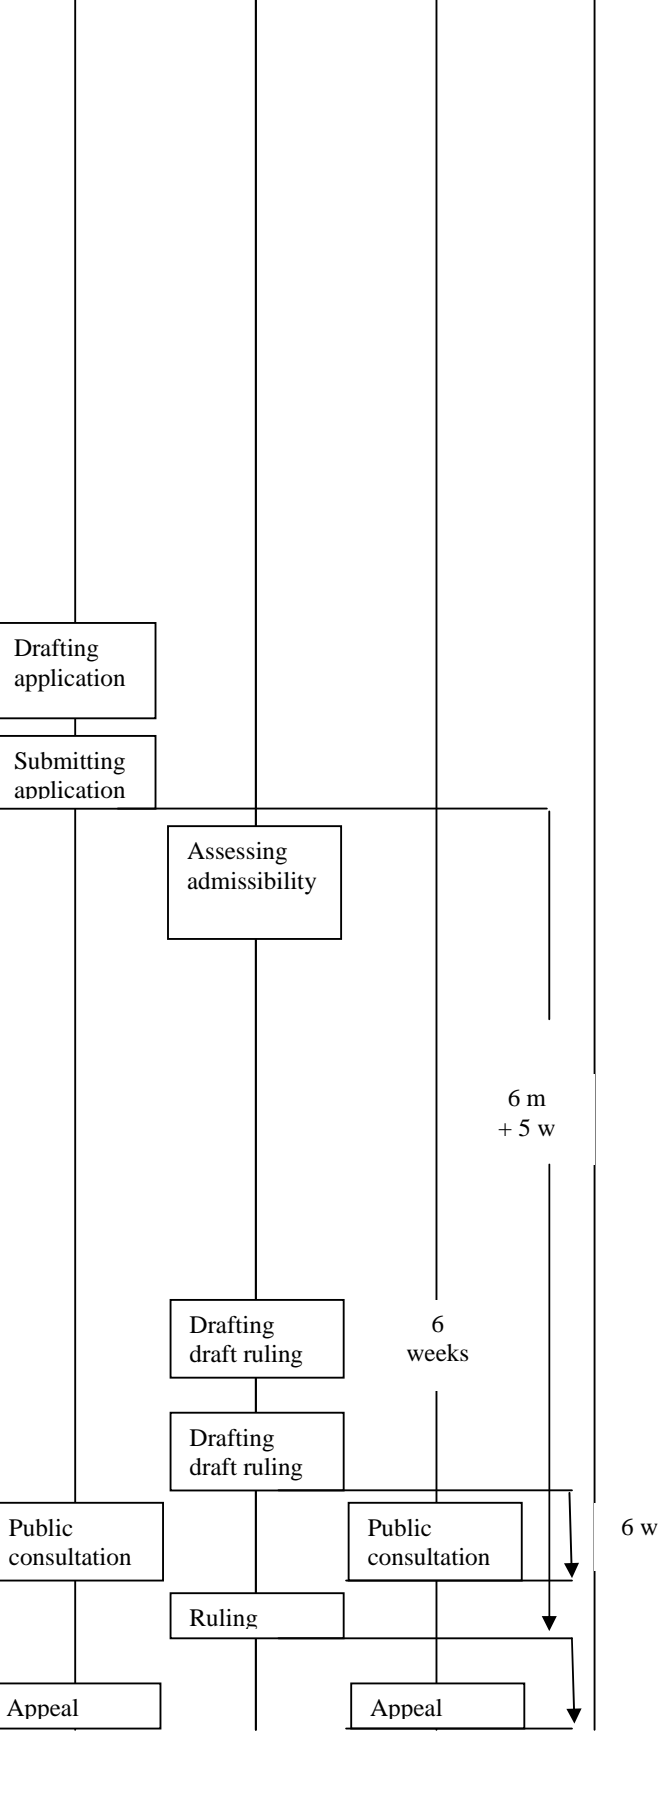 Drafting
application
Submitting
application
Assessing
admissibility
6 m
+ 5 w
Drafting
draft ruling
6
weeks
Drafting
draft ruling
Public
consultation
Public
consultation
6 w
Ruling
Appeal
Appeal